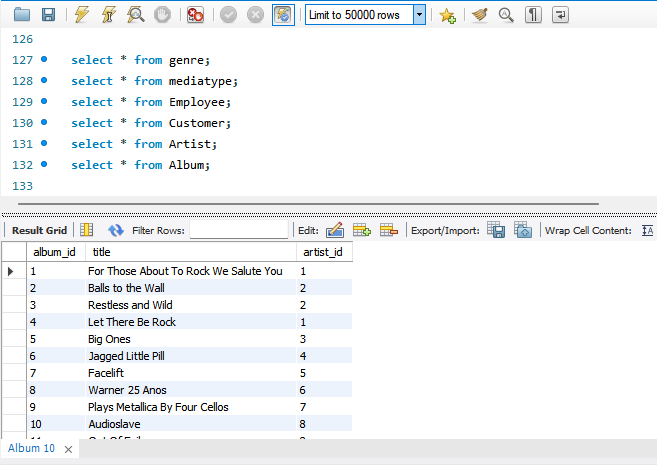 Limit to 50000 rows
126
127 select * from genre;
128 select * from mediatype;
129 select * from Employee;
130 select * from Customer;
131 select * from Artist;
132 select * from Album;
133
Result Grid Filter Rows: Edit: Export/Import: Wrap Cell Content: IA
album_id title artist_id
1 For Those About To Rock We Salute You 1
2 Balls to the Wall 2
3 Restless and Wild 2
4 Let There Be Rock 1
5 Big Ones 3
6 Jagged Little Pill 4
7 Facelift 5
8 Warner 25 Anos 6
9 Plays Metallica By Four Cellos 7
10 Audioslave 8
Album 10